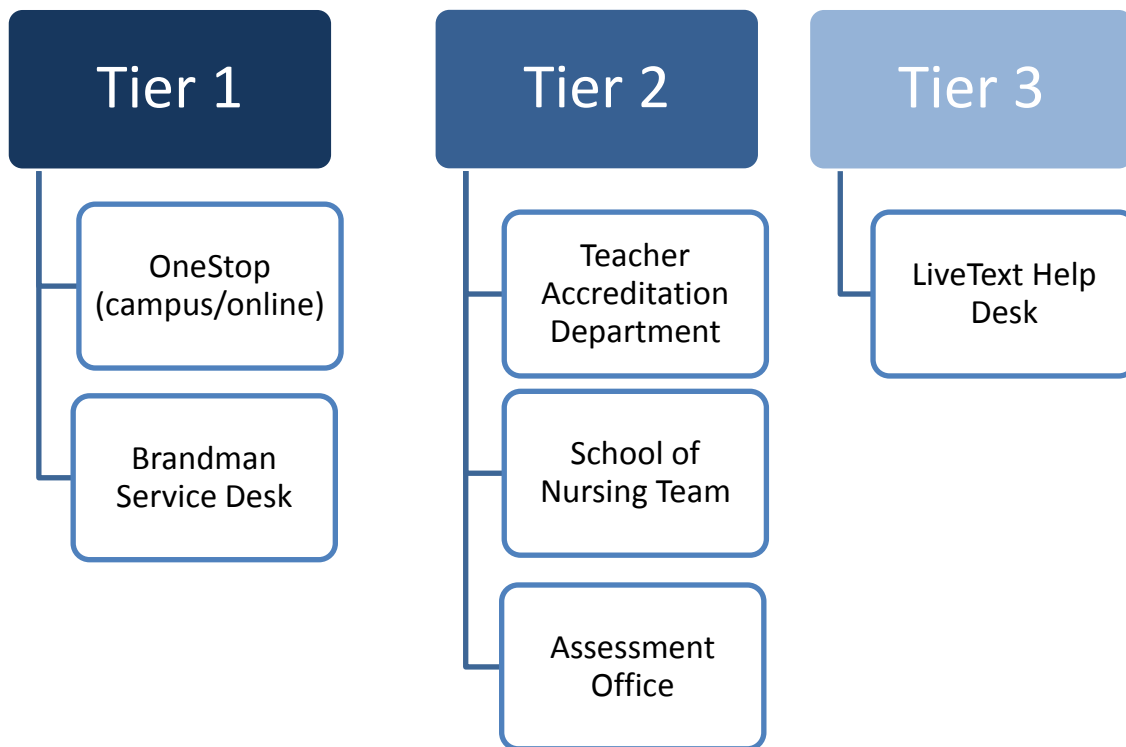 Tier 1
OneStop
(campus/online)
Brandman
Service Desk
Tier 2
Teacher
Accreditation
Department
School of
Nursing Team
Assessment
Office
Tier 3
LiveText Help
Desk